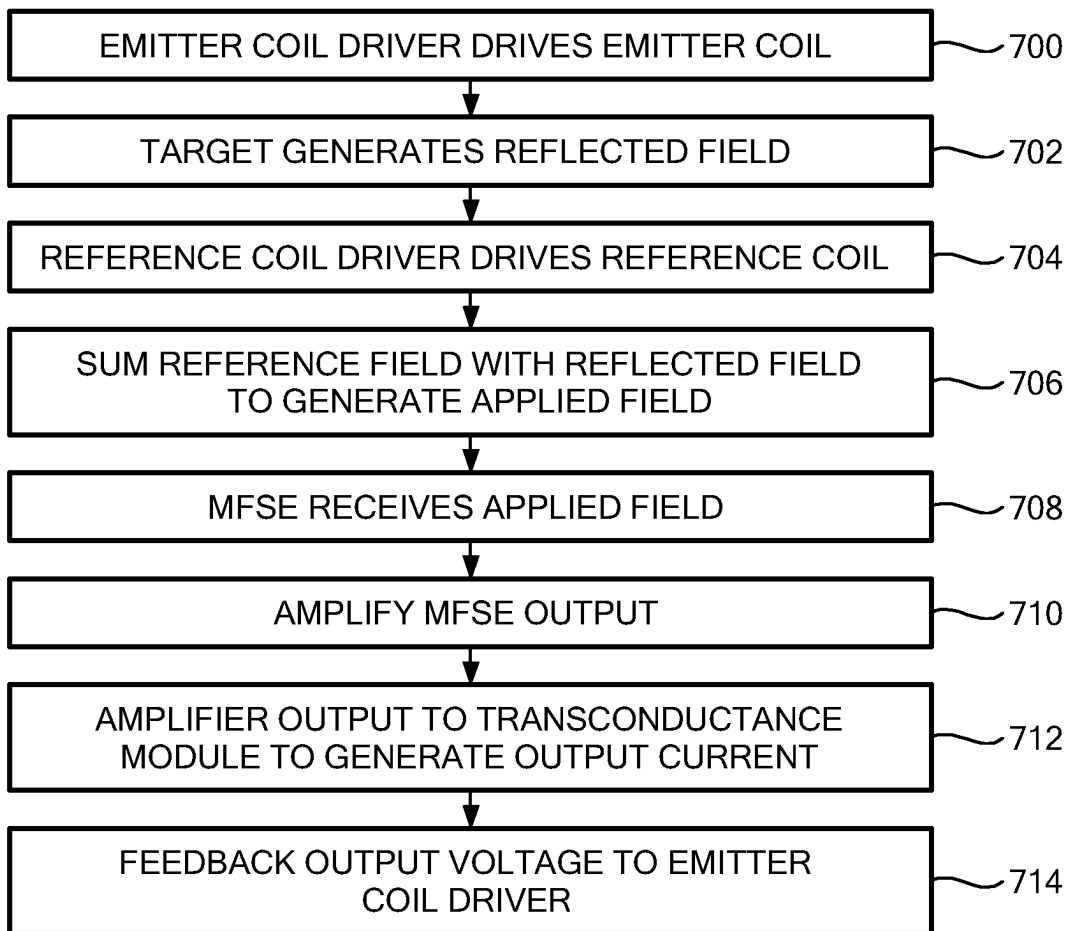 EMITTER COIL DRIVER DRIVES EMITTER COIL 700
TARGET GENERATES REFLECTED FIELD 702
REFERENCE COIL DRIVER DRIVES REFERENCE COIL 704
SUM REFERENCE FIELD WITH REFLECTED FIELD
TO GENERATE APPLIED FIELD 706
MFSE RECEIVES APPLIED FIELD 708
AMPLIFY MFSE OUTPUT 710
AMPLIFIER OUTPUT TO TRANSCONDUCTANCE
MODULE TO GENERATE OUTPUT CURRENT 712
FEEDBACK OUTPUT VOLTAGE TO EMITTER
COIL DRIVER 714